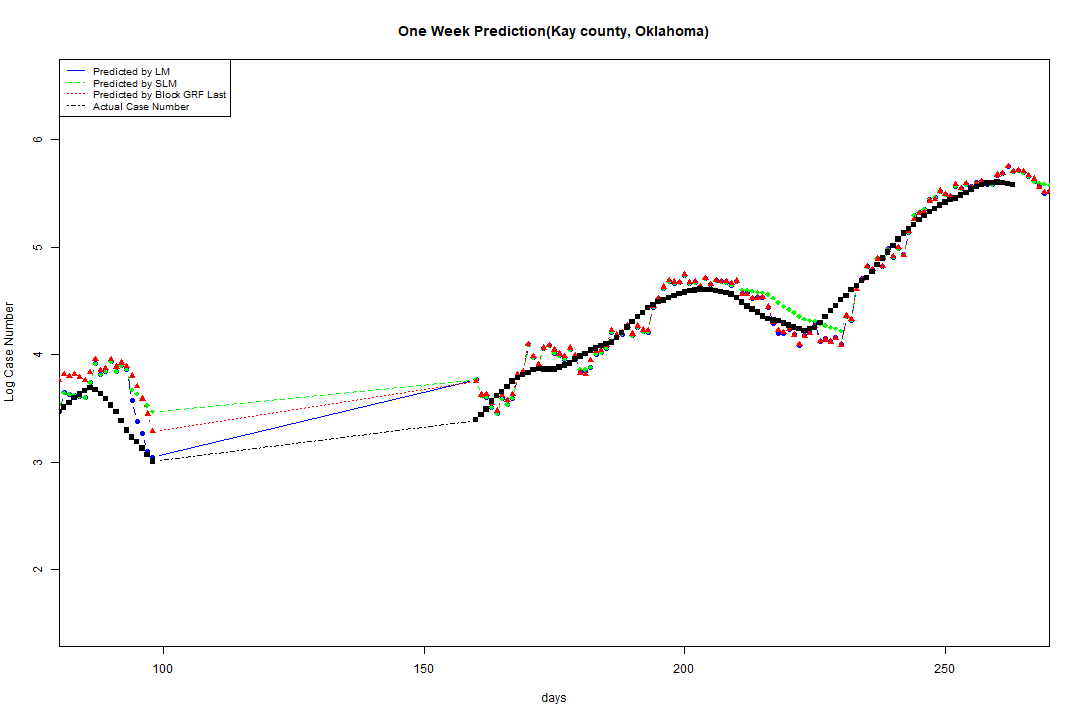 One Week Prediction(Kay county, Oklahoma)
Predicted by LM
Predicted by SLM
Predicted by Block GRF Last
Actual Case Number
6
5
4
3
2
Log Case Number
100 150 200 250
days